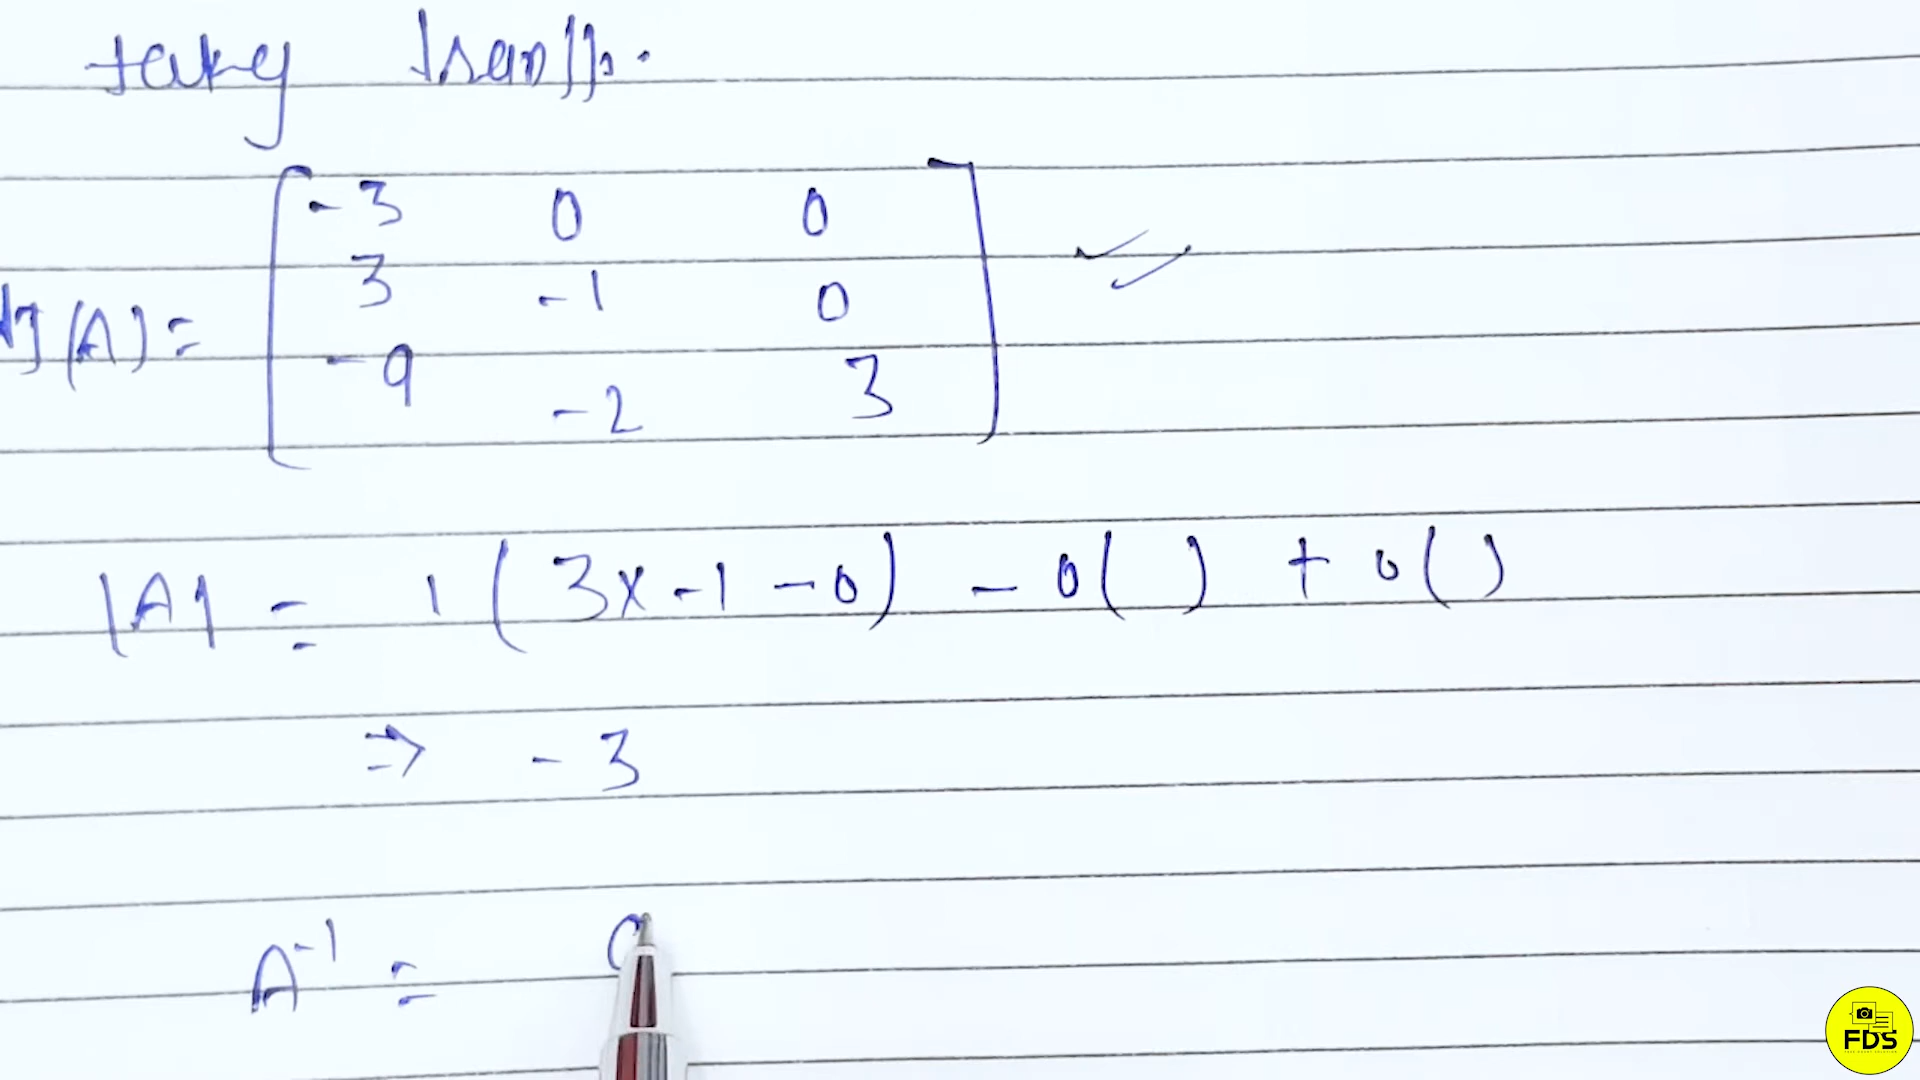 take transp.
-3 0 0
3 -1 0
dj(A) =
-9 -2 3
|A| = 1 ( 3x-1 -0) - 0( ) + 0( )
⇒ -3
A⁻¹ =
FDS